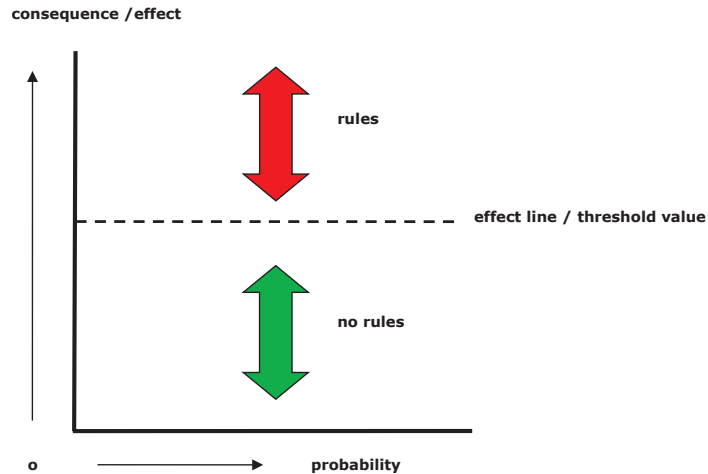 consequence /effect
rules
effect line / threshold value
no rules
o
probability